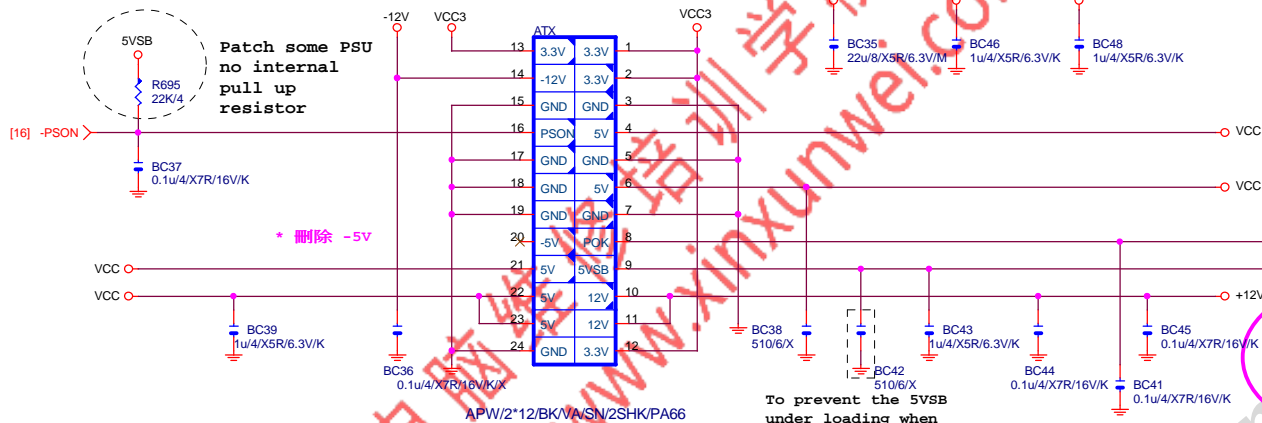 -12V
VCC3
VCC3
5VSB
R695
22K/4
Patch some PSU
no internal
pull up
resistor
[16] -PSON
BC37
0.1u/4/X7R/16V/K
* 刪除 -5V
VCC
VCC
BC39
1u/4/X5R/6.3V/K
BC36
0.1u/4/X7R/16V/K/X
ATX
13 3.3V 3.3V 1
14 -12V 3.3V 2
15 GND GND 3
16 PSON 5V 4
17 GND GND 5
18 GND 5V 6
19 GND GND 7
20 -5V POK 8
21 5V 5VSB 9
22 5V 12V 10
23 5V 12V 11
24 GND 3.3V 12
APW/2*12/BK/VA/SN/2SHK/PA66
BC35
22u/8/X5R/6.3V/M
BC46
1u/4/X5R/6.3V/K
BC48
1u/4/X5R/6.3V/K
VCC
VCC
+12V
BC38
510/6/X
BC42
510/6/X
BC43
1u/4/X5R/6.3V/K
BC44
0.1u/4/X7R/16V/K
BC45
0.1u/4/X7R/16V/K
BC41
0.1u/4/X7R/16V/K
To prevent the 5VSB
under loading when
脑维修培训学
www.xinxunwei.co